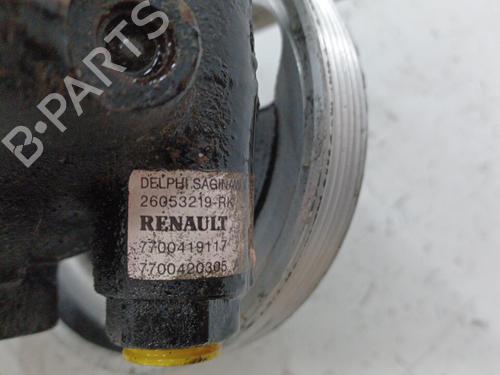 B-PARTS
DELPHI SAGINAW
26053219-RK
RENAULT
7700419117
7700420305